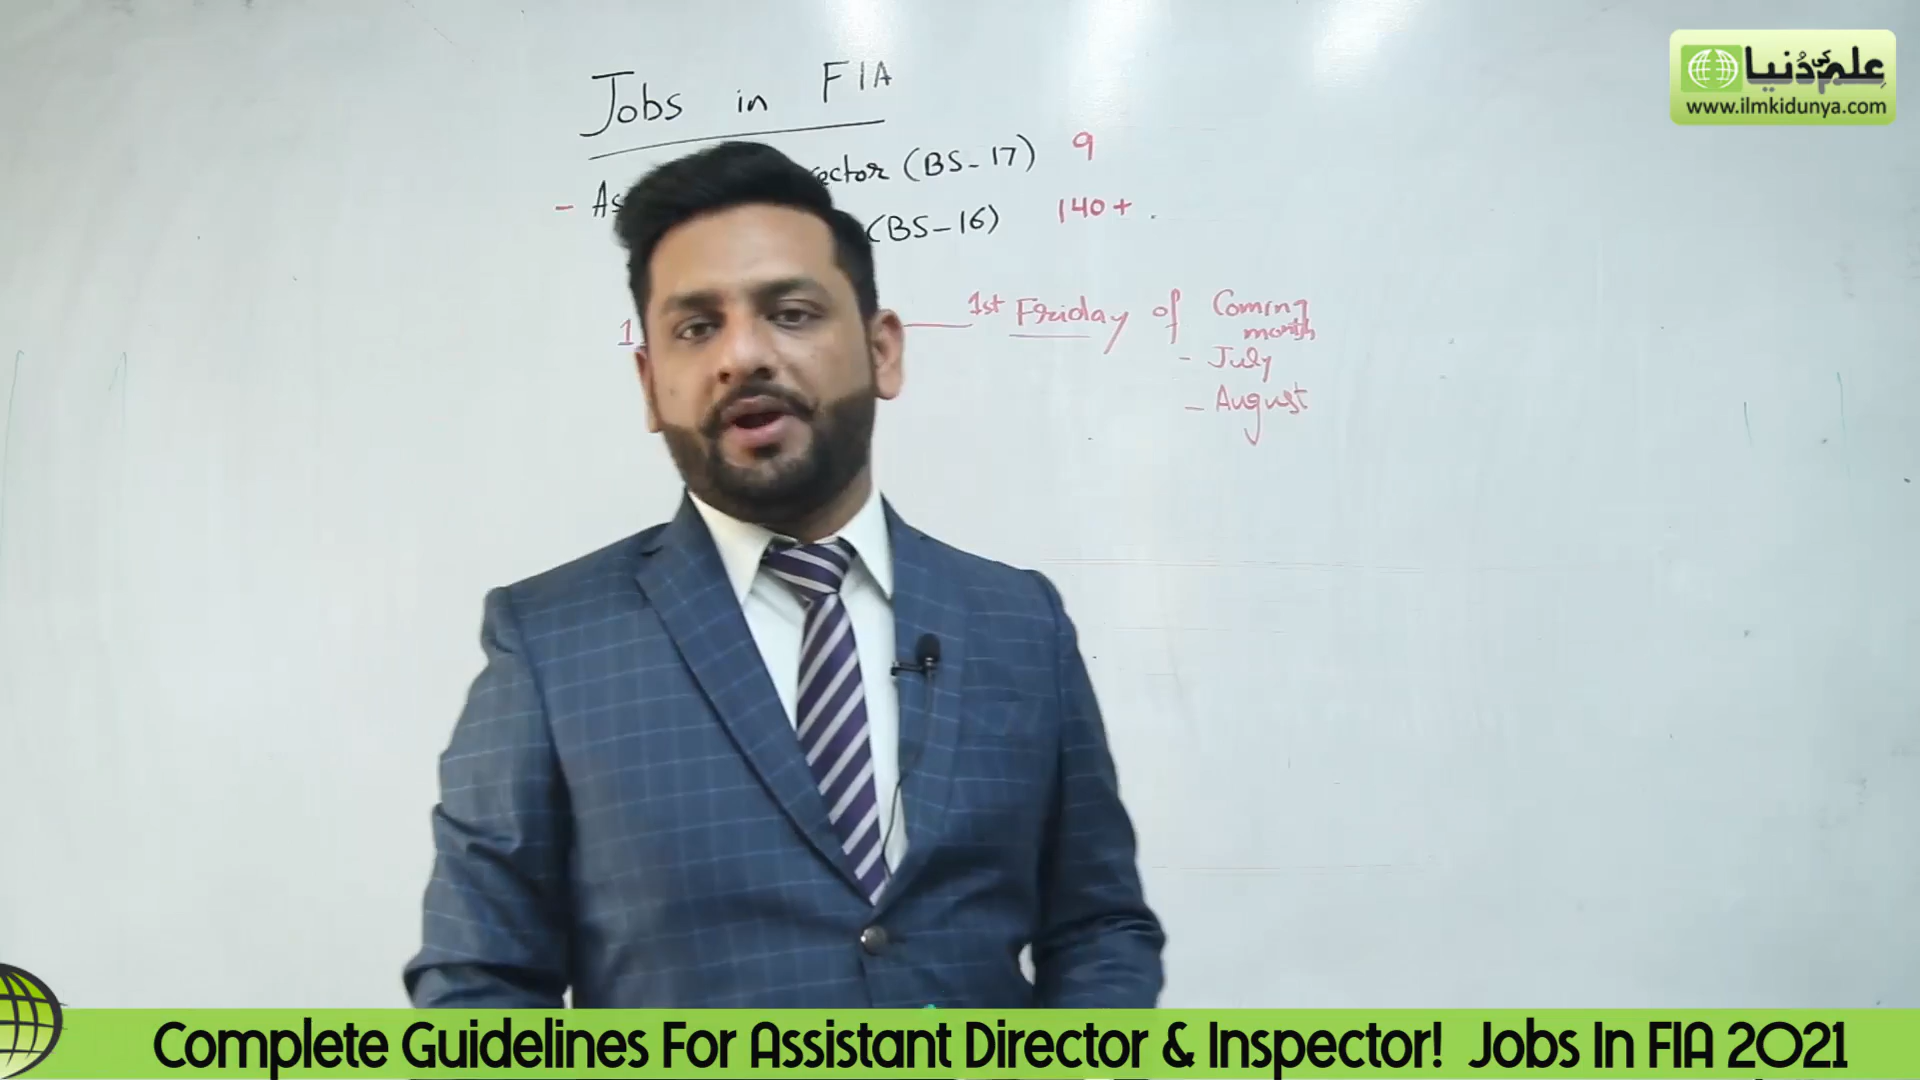 Jobs in FIA
- As ector (BS-17) 9
(BS-16) 140+
1st Friday of Coming month
- July
- August
علم کی دُنیا
www.ilmkidunya.com
Complete Guidelines For Assistant Director & Inspector! Jobs In FIA 2021